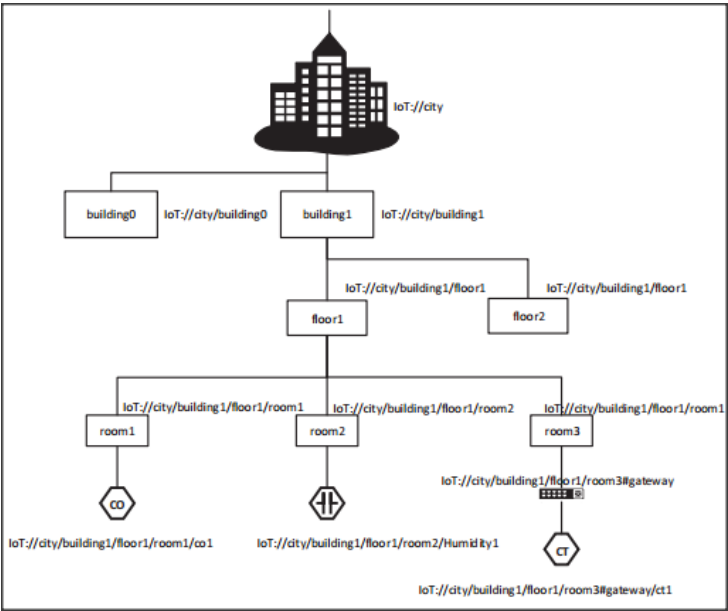 IoT://city
building0
IoT://city/building0
building1
IoT://city/building1
IoT://city/building1/floor1
IoT://city/building1/floor1
floor1
floor2
IoT://city/building1/floor1/room1
IoT://city/building1/floor1/room2
IoT://city/building1/floor1/room1
room1
room2
room3
IoT://city/building1/floor1/room3#gateway
CO
CT
IoT://city/building1/floor1/room1/co1
IoT://city/building1/floor1/room2/Humidity1
IoT://city/building1/floor1/room3#gateway/ct1